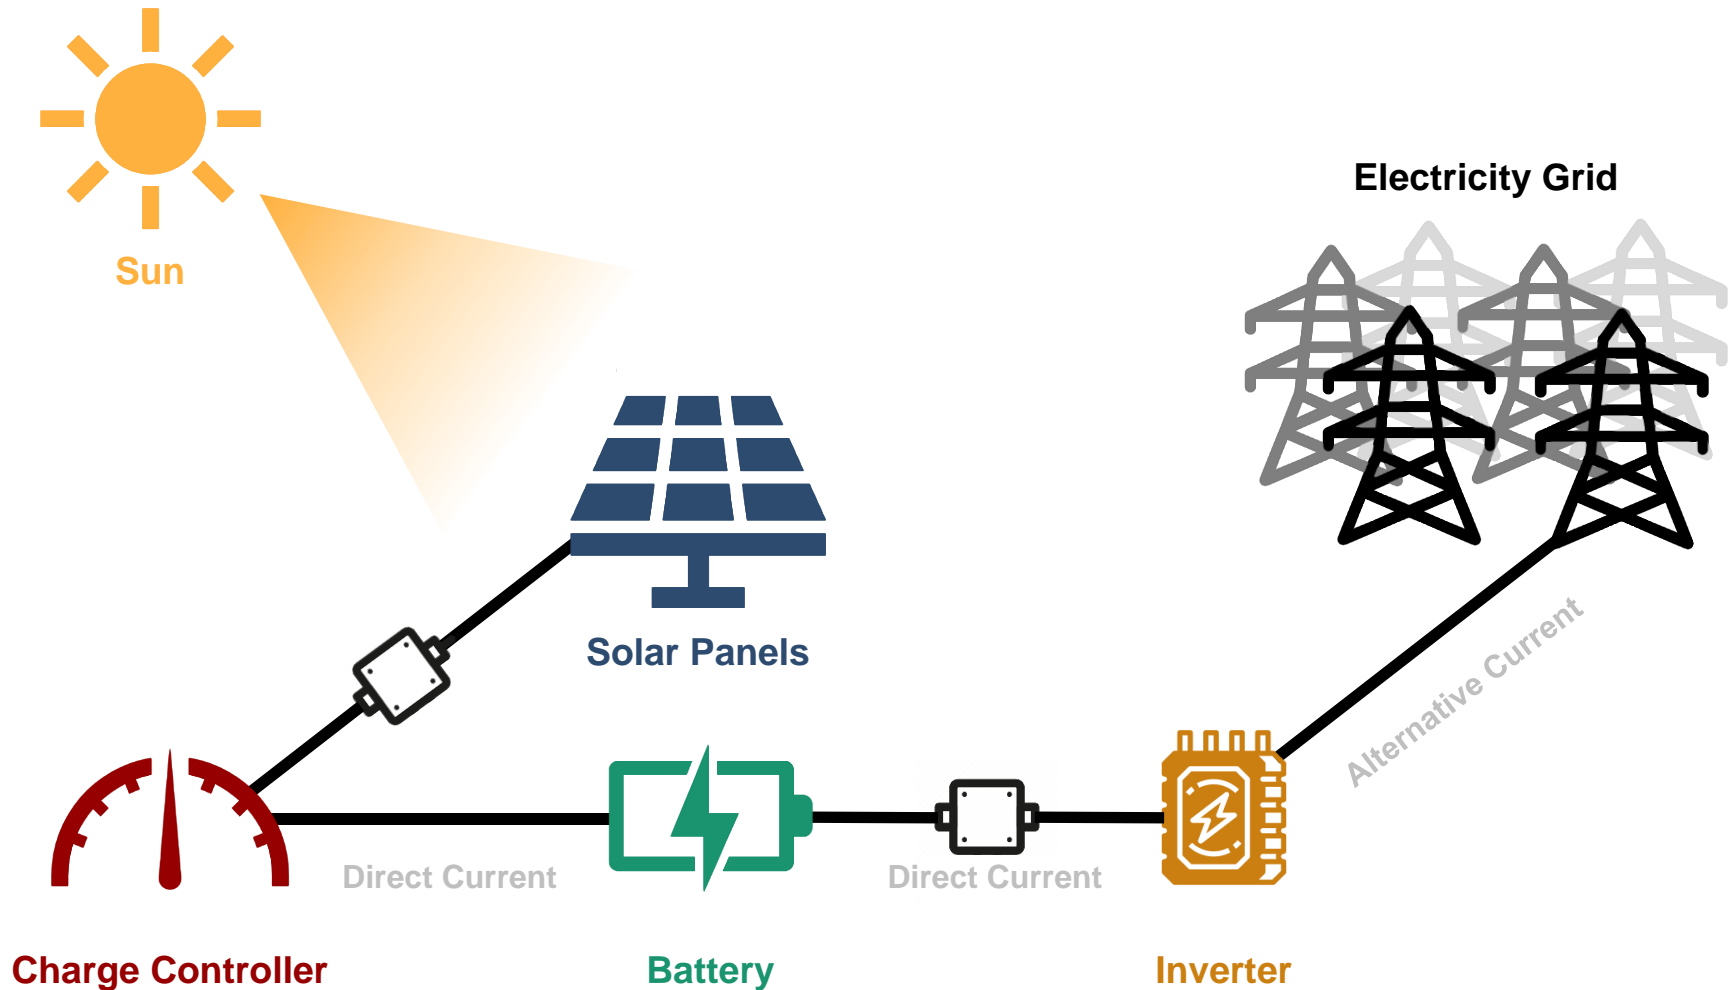 Sun
Electricity Grid
Solar Panels
Alternative Current
Direct Current
Direct Current
Charge Controller
Battery
Inverter